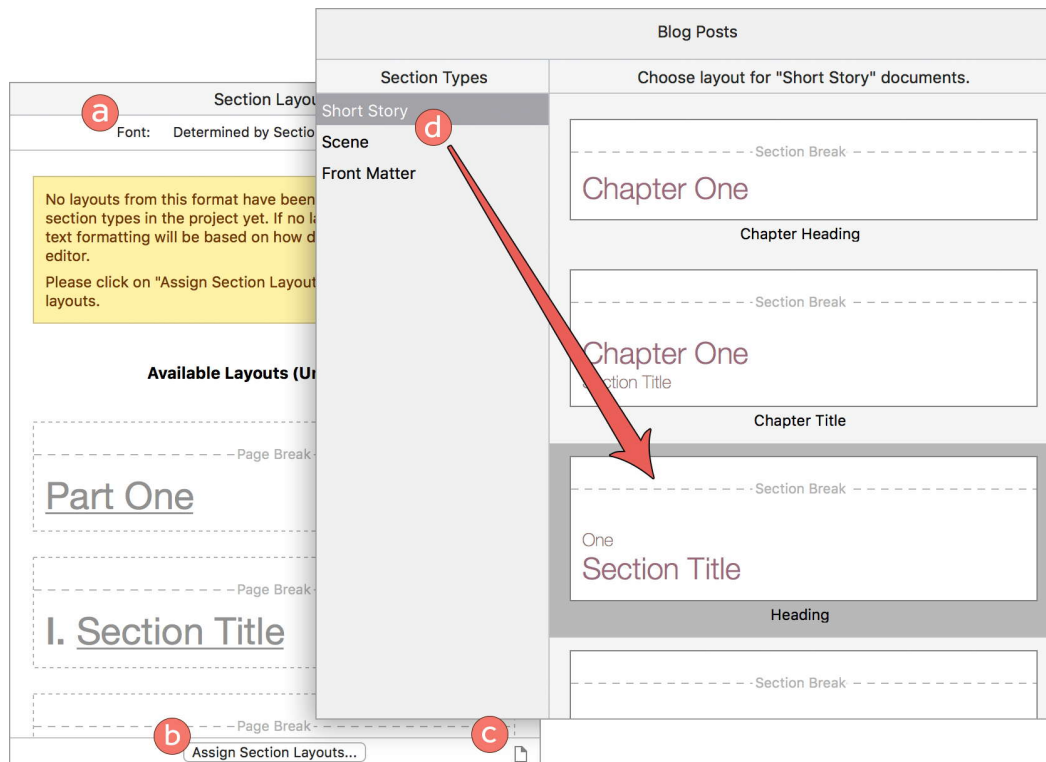 Blog Posts
Section Types
Choose layout for "Short Story" documents.
Short Story
d
Scene
Front Matter
Section Break
Chapter One
Chapter Heading
Section Break
Chapter One
Section Title
Chapter Title
Section Break
One
Section Title
Heading
Section Break
Section Layou
a
Font: Determined by Sectio
No layouts from this format have been
section types in the project yet. If no la
text formatting will be based on how d
editor.
Please click on "Assign Section Layout
layouts.
Available Layouts (Un
Page Break
Part One
Page Break
I. Section Title
Page Break
b
c
Assign Section Layouts...